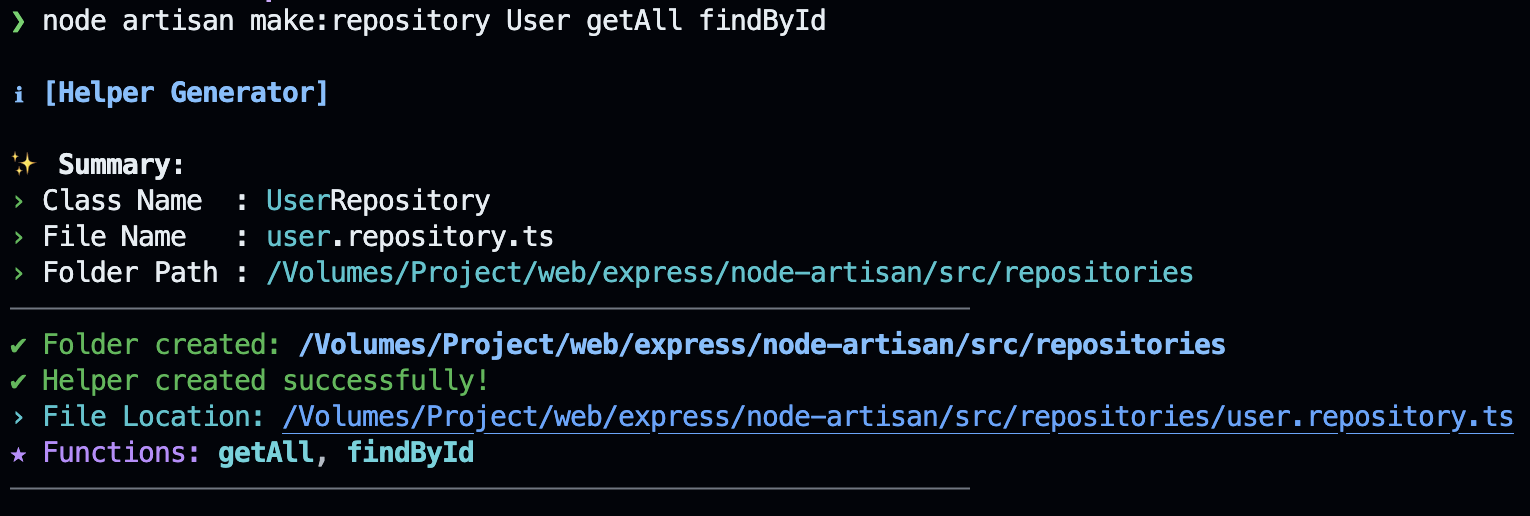 ❯ node artisan make:repository User getAll findById
ℹ [Helper Generator]
✨ Summary:
› Class Name : UserRepository
› File Name : user.repository.ts
› Folder Path : /Volumes/Project/web/express/node-artisan/src/repositories
✔ Folder created: /Volumes/Project/web/express/node-artisan/src/repositories
✔ Helper created successfully!
› File Location: /Volumes/Project/web/express/node-artisan/src/repositories/user.repository.ts
★ Functions: getAll, findById